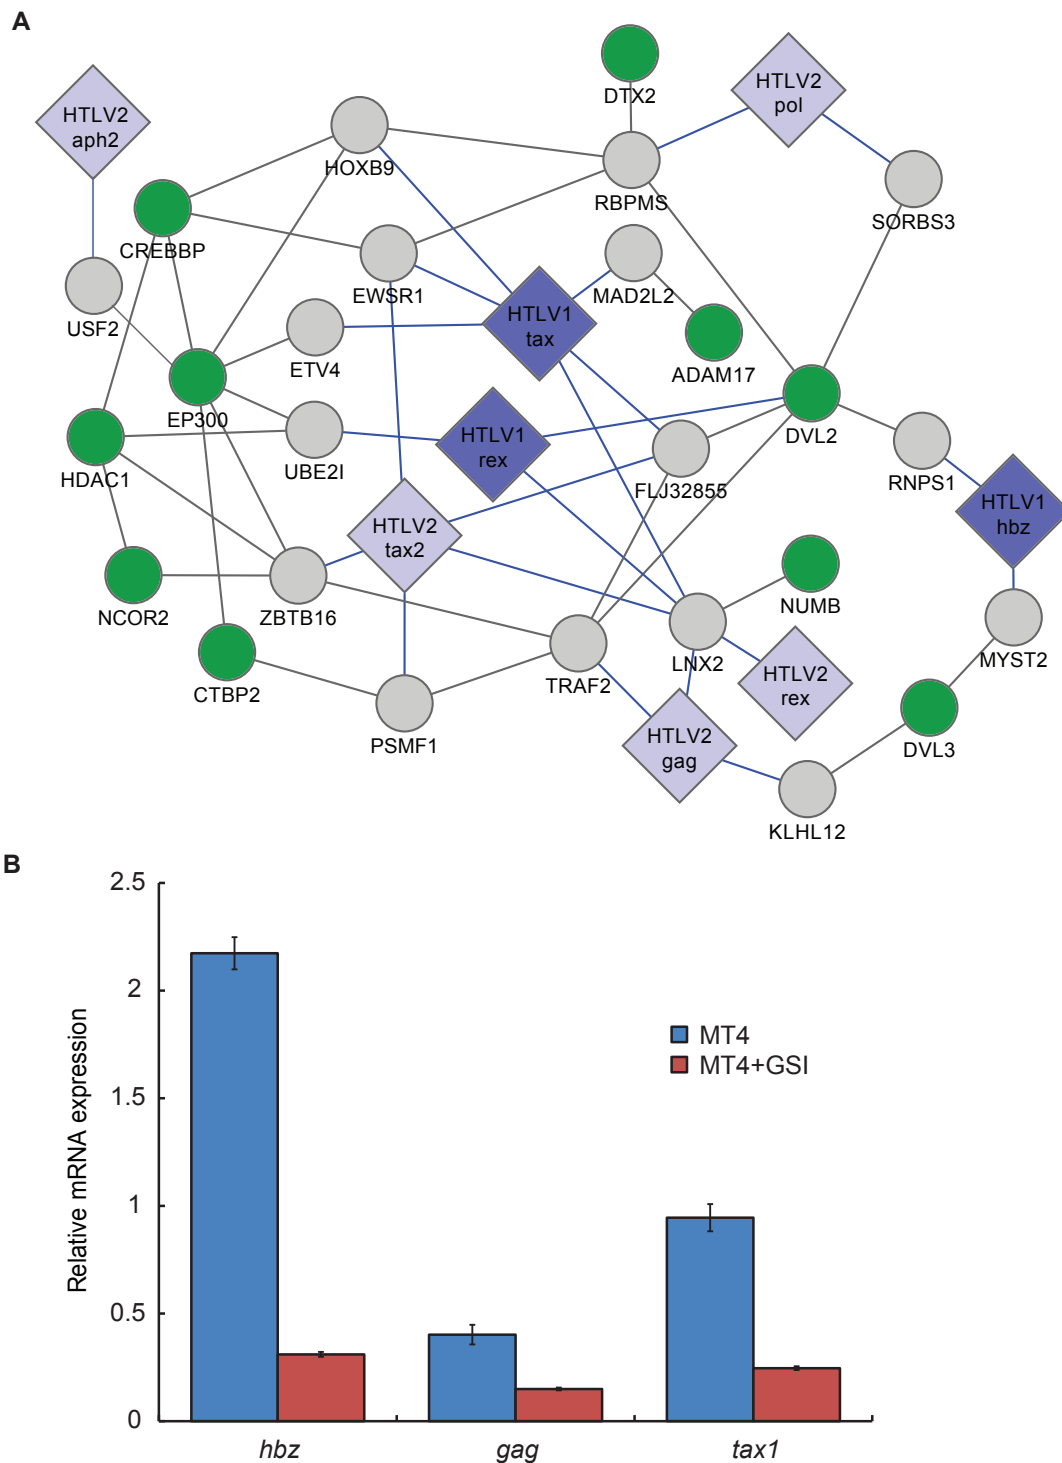 A
DTX2
HTLV2
pol
HTLV2
aph2
HOXB9
RBPMS
SORBS3
CREBBP
EWSR1
MAD2L2
USF2
HTLV1
tax
ETV4
ADAM17
EP300
DVL2
HTLV1
rex
HDAC1
UBE2I
FLJ32855
RNPS1
HTLV1
hbz
HTLV2
tax2
NCOR2
ZBTB16
NUMB
CTBP2
TRAF2
LNX2
MYST2
HTLV2
rex
PSMF1
HTLV2
gag
DVL3
KLHL12
B
2.5
2
1.5
1
0.5
0
Relative mRNA expression
MT4
MT4+GSI
hbz
gag
tax1